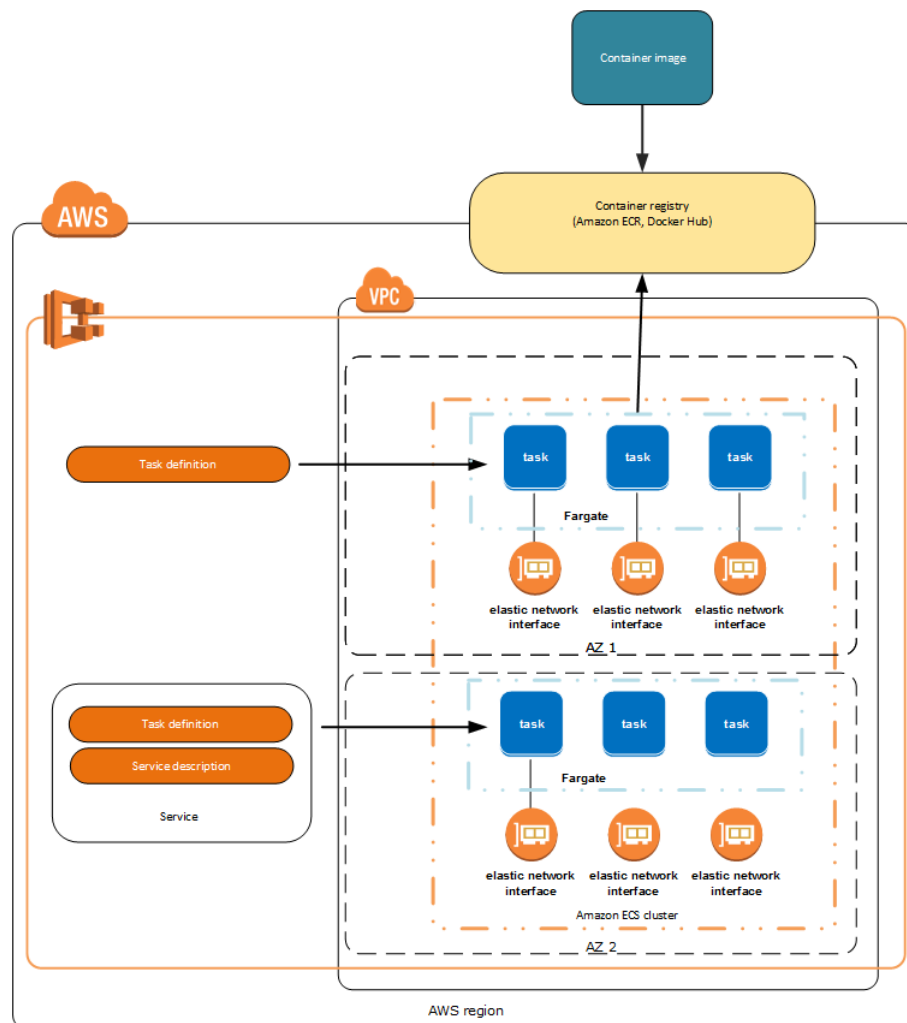 Container image
Container registry
(Amazon ECR, Docker Hub)
AWS
VPC
Task definition
task
task
task
Fargate
elastic network
interface
elastic network
interface
elastic network
interface
AZ 1
Task definition
Service description
Service
task
task
task
Fargate
elastic network
interface
elastic network
interface
elastic network
interface
Amazon ECS cluster
AZ 2
AWS region